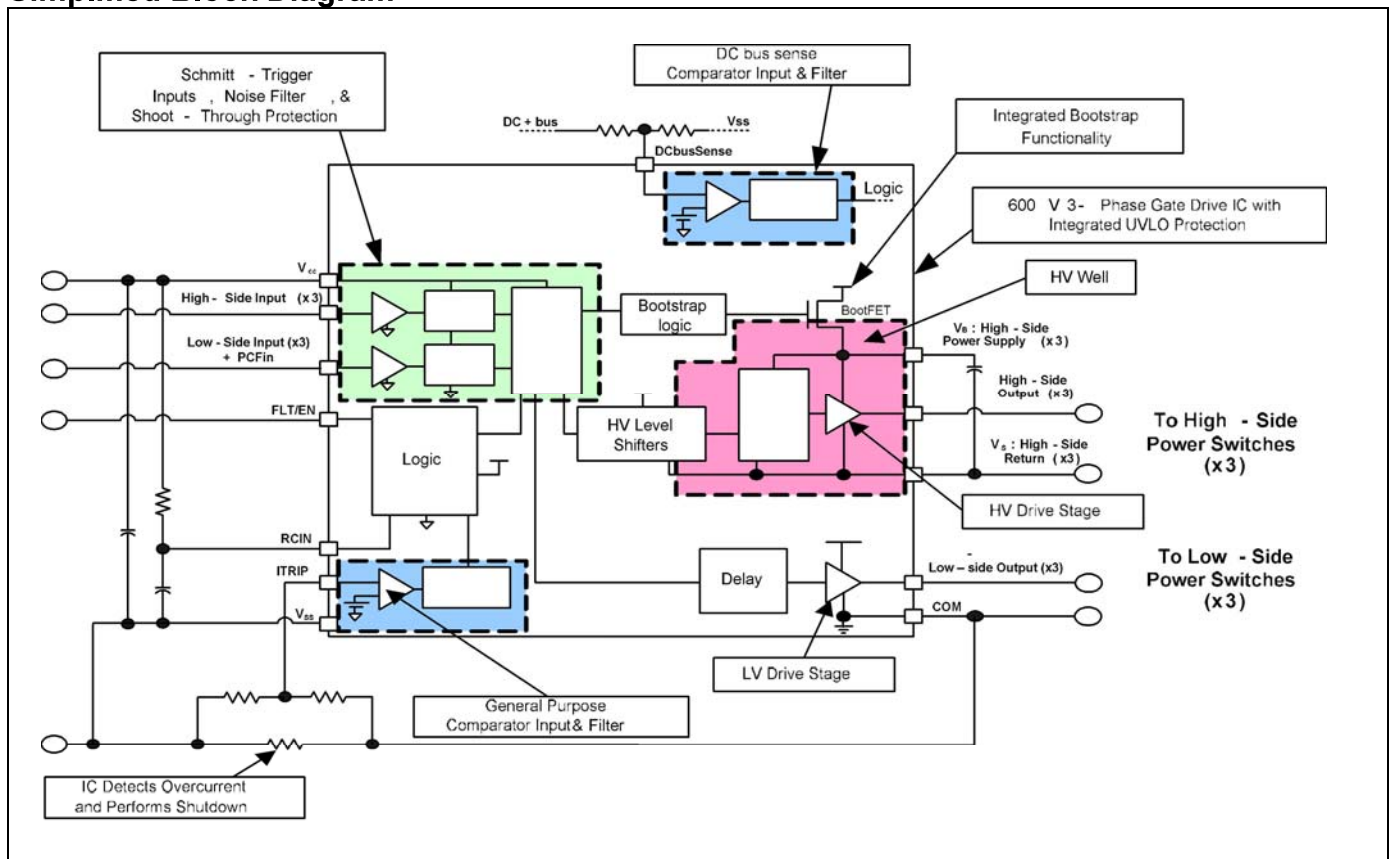 Simplified Block Diagram
DC bus sense
Comparator Input & Filter
Schmitt - Trigger
Inputs , Noise Filter , &
Shoot - Through Protection
Integrated Bootstrap
Functionality
DC + bus
Vss
DCbusSense
Logic
600 V 3- Phase Gate Drive IC with
Integrated UVLO Protection
Vcc
High - Side Input (x 3)
HV Well
Bootstrap
logic
BootFET
VB : High - Side
Power Supply (x 3)
Low - Side Input (x3)
+ PCFin
High - Side
Output (x3)
FLT/EN
HV Level
Shifters
To High - Side
Power Switches
(x 3)
Logic
VS : High - Side
Return (x3)
HV Drive Stage
RCIN
ITRIP
Delay
-
Low – side Output (x3)
To Low - Side
Power Switches
(x 3)
COM
Vss
LV Drive Stage
General Purpose
Comparator Input & Filter
IC Detects Overcurrent
and Performs Shutdown